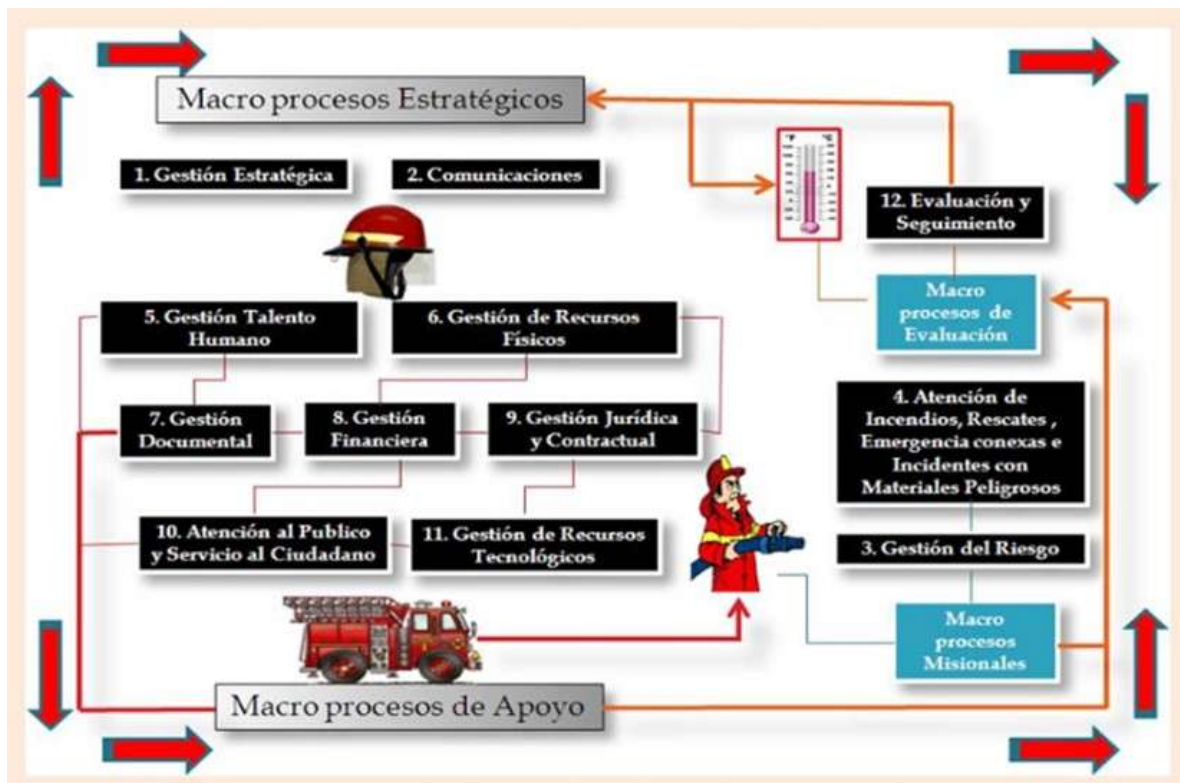 Macro procesos Estratégicos
1. Gestión Estratégica
2. Comunicaciones
°F °C
12. Evaluación y
Seguimiento
Macro
procesos de
Evaluación
5. Gestión Talento
Humano
6. Gestión de Recursos
Físicos
7. Gestión
Documental
8. Gestión
Financiera
9. Gestión Jurídica
y Contractual
4. Atención de
Incendios, Rescates ,
Emergencia conexas e
Incidentes con
Materiales Peligrosos
10. Atención al Publico
y Servicio al Ciudadano
11. Gestión de Recursos
Tecnológicos
3. Gestión del Riesgo
Macro
procesos
Misionales
Macro procesos de Apoyo